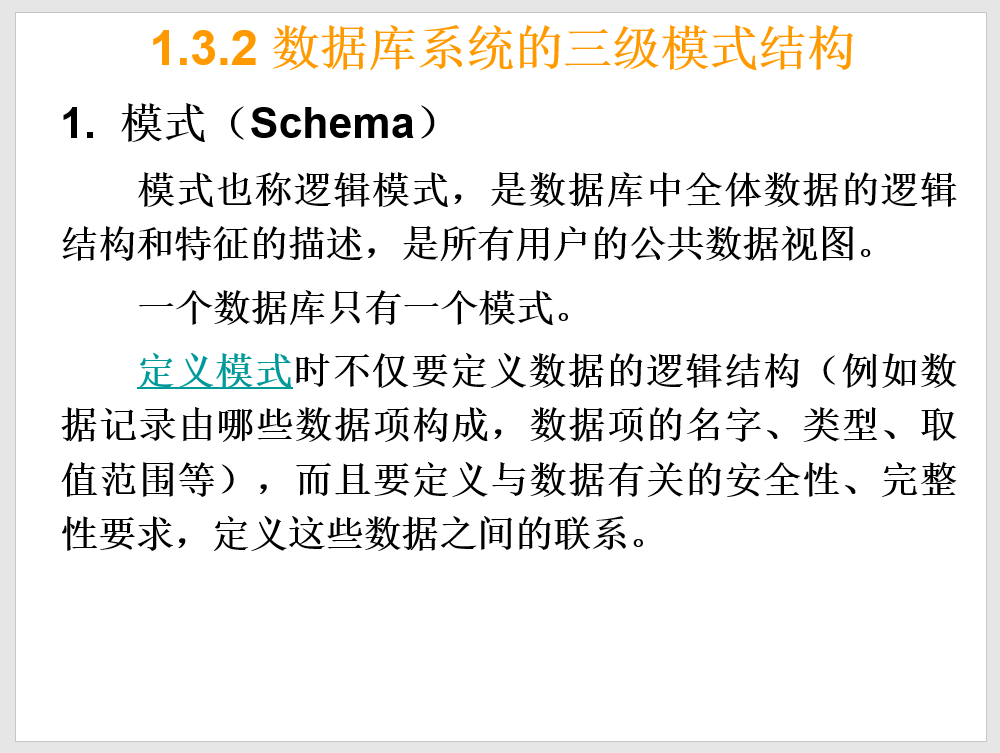 1.3.2 数据库系统的三级模式结构
1. 模式（Schema）
模式也称逻辑模式，是数据库中全体数据的逻辑
结构和特征的描述，是所有用户的公共数据视图。
一个数据库只有一个模式。
定义模式时不仅要定义数据的逻辑结构（例如数
据记录由哪些数据项构成，数据项的名字、类型、取
值范围等），而且要定义与数据有关的安全性、完整
性要求，定义这些数据之间的联系。